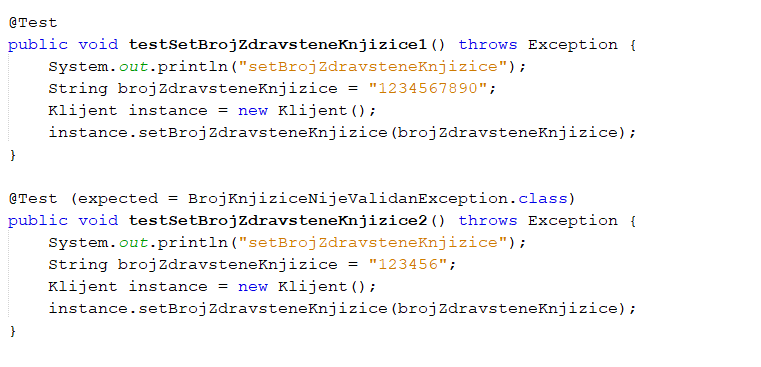 @Test
public void testSetBrojZdravsteneKnjizice1() throws Exception {
    System.out.println("setBrojZdravsteneKnjizice");
    String brojZdravsteneKnjizice = "1234567890";
    Klijent instance = new Klijent();
    instance.setBrojZdravsteneKnjizice(brojZdravsteneKnjizice);
}
@Test (expected = BrojKnjiziceNijeValidanException.class)
public void testSetBrojZdravsteneKnjizice2() throws Exception {
    System.out.println("setBrojZdravsteneKnjizice");
    String brojZdravsteneKnjizice = "123456";
    Klijent instance = new Klijent();
    instance.setBrojZdravsteneKnjizice(brojZdravsteneKnjizice);
}